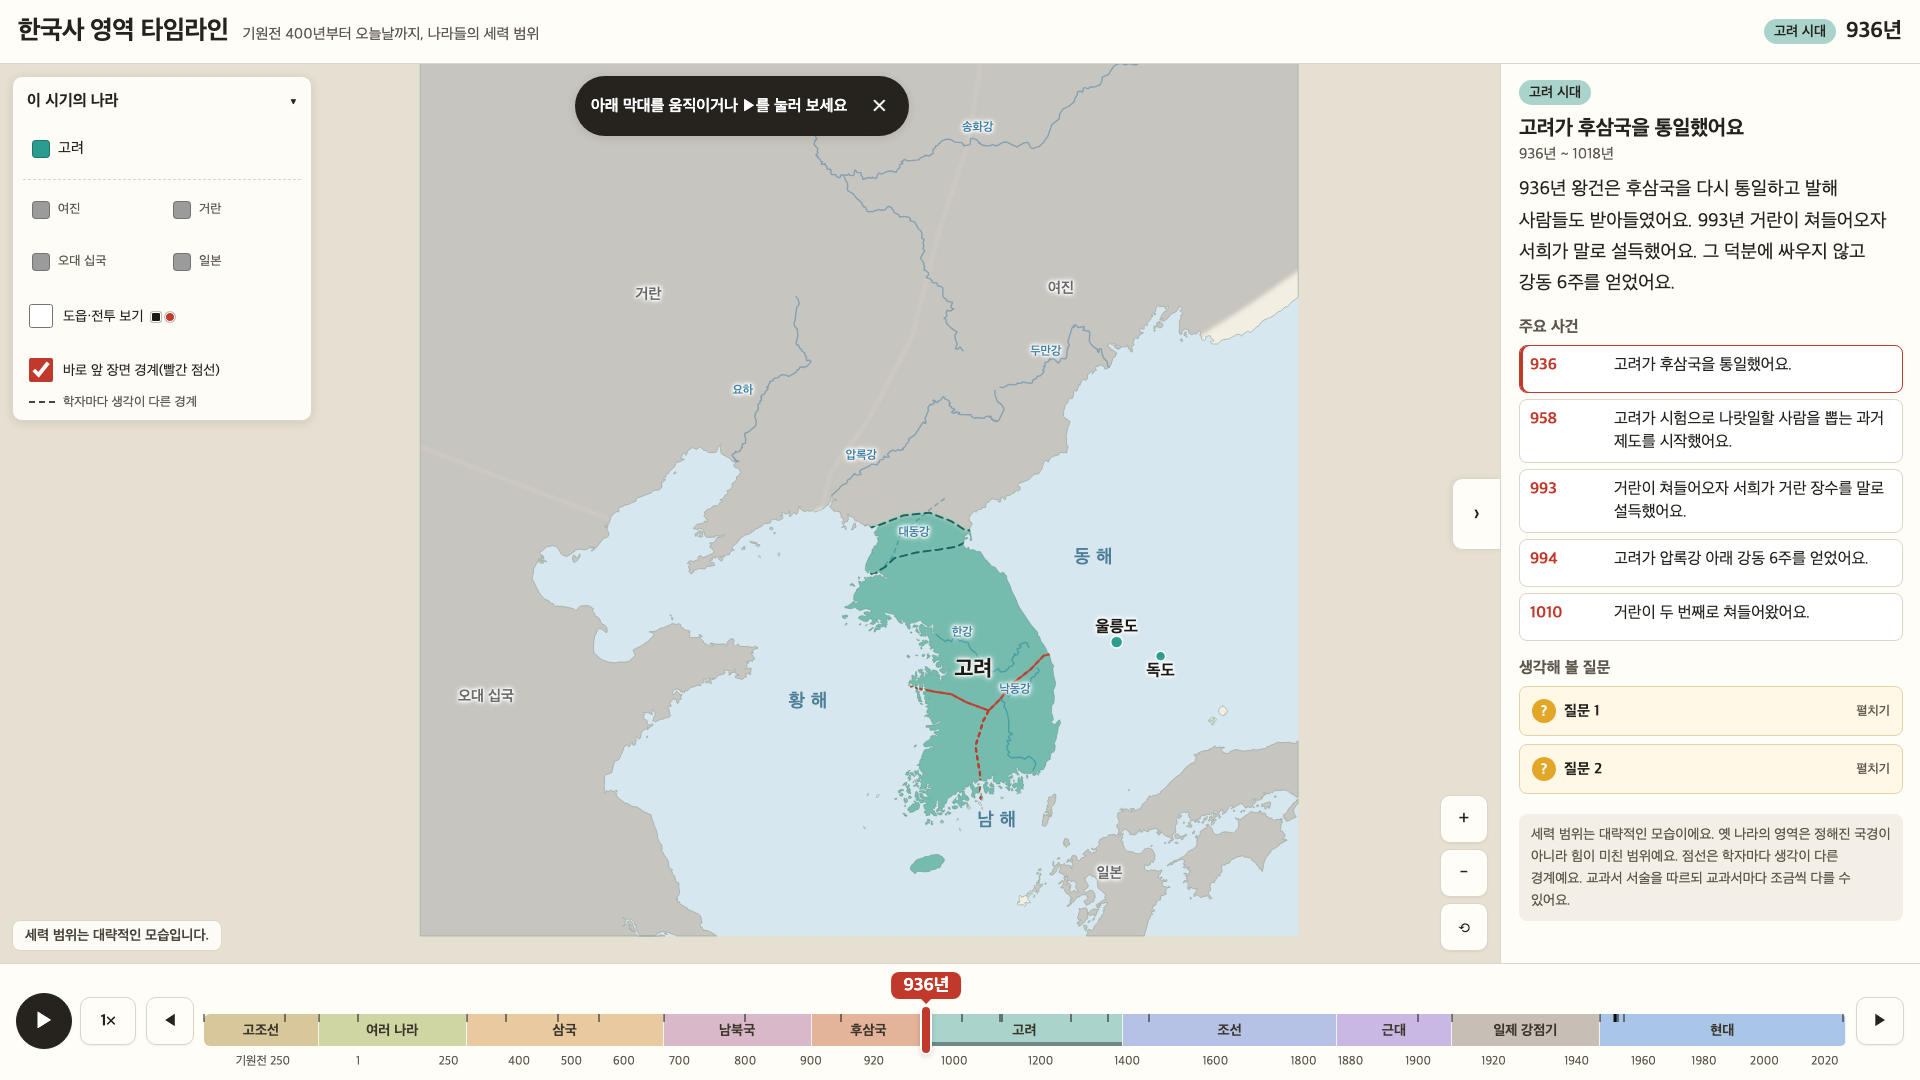 한국사 영역 타임라인
기원전 400년부터 오늘날까지, 나라들의 세력 범위
고려 시대
936년
이 시기의 나라
고려
여진
거란
오대 십국
일본
도읍·전투 보기
바로 앞 장면 경계(빨간 점선)
학자마다 생각이 다른 경계
아래 막대를 움직이거나 ▶를 눌러 보세요 ✕
송화강
거란
여진
두만강
요하
압록강
대동강
동 해
울릉도
독도
한강
고려
낙동강
오대 십국
황 해
남 해
일본
세력 범위는 대략적인 모습입니다.
+
−
⟲
›
고려 시대
고려가 후삼국을 통일했어요
936년 ~ 1018년
936년 왕건은 후삼국을 다시 통일하고 발해
사람들도 받아들였어요. 993년 거란이 쳐들어오자
서희가 말로 설득했어요. 그 덕분에 싸우지 않고
강동 6주를 얻었어요.
주요 사건
936 고려가 후삼국을 통일했어요.
958 고려가 시험으로 나랏일할 사람을 뽑는 과거
제도를 시작했어요.
993 거란이 쳐들어오자 서희가 거란 장수를 말로
설득했어요.
994 고려가 압록강 아래 강동 6주를 얻었어요.
1010 거란이 두 번째로 쳐들어왔어요.
생각해 볼 질문
? 질문 1 펼치기
? 질문 2 펼치기
세력 범위는 대략적인 모습이에요. 옛 나라의 영역은 정해진 국경이
아니라 힘이 미친 범위예요. 점선은 학자마다 생각이 다른
경계예요. 교과서 서술을 따르되 교과서마다 조금씩 다를 수
있어요.
936년
1×
고조선 여러 나라 삼국 남북국 후삼국 고려 조선 근대 일제 강점기 현대
기원전 250 1 250 400 500 600 700 800 900 920 1000 1200 1400 1600 1800 1880 1900 1920 1940 1960 1980 2000 2020